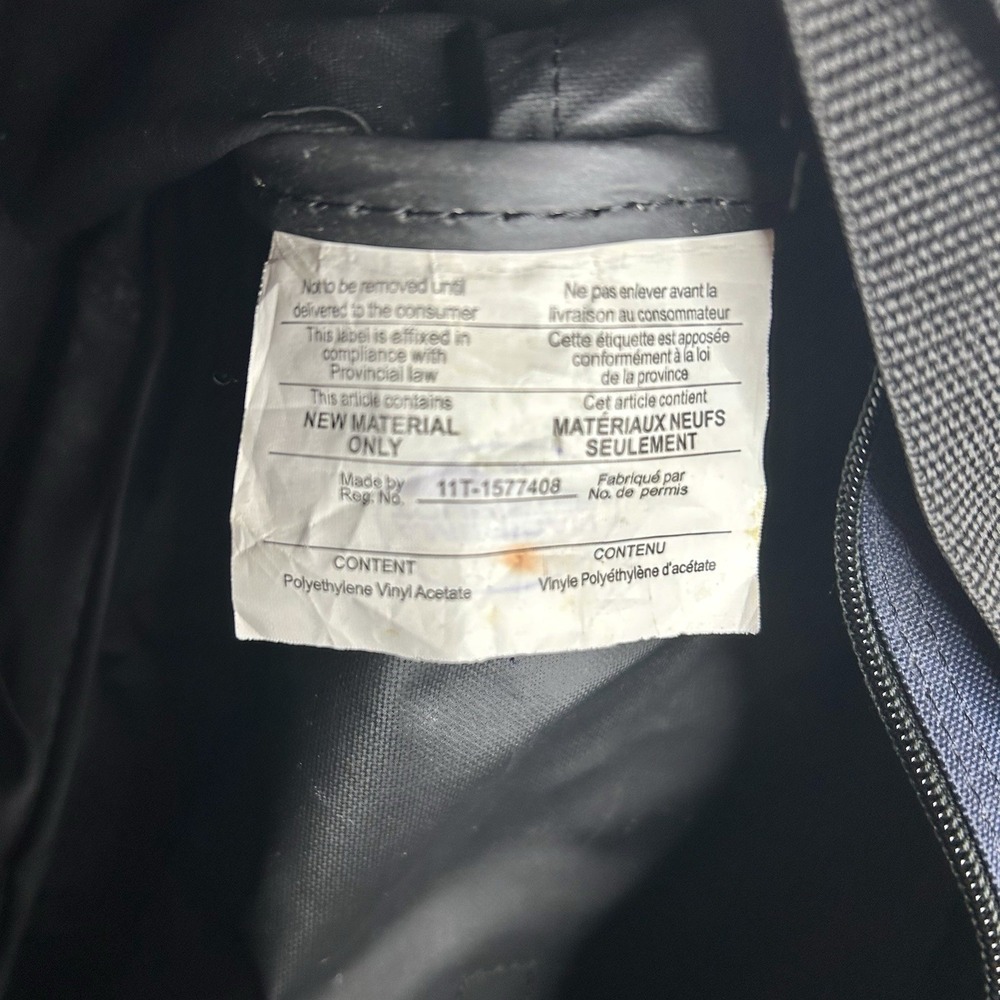 Not to be removed until
delivered to the consumer
Ne pas enlever avant la
livraison au consommateur
This label is affixed in
compliance with
Provincial law
Cette étiquette est apposée
conformément à la loi
de la province
This article contains
NEW MATERIAL
ONLY
Cet article contient
MATÉRIAUX NEUFS
SEULEMENT
Made by
Reg. No.
11T-1577408
Fabriqué par
No. de permis
CONTENT
Polyethylene Vinyl Acetate
CONTENU
Vinyle Polyéthylène d'acétate